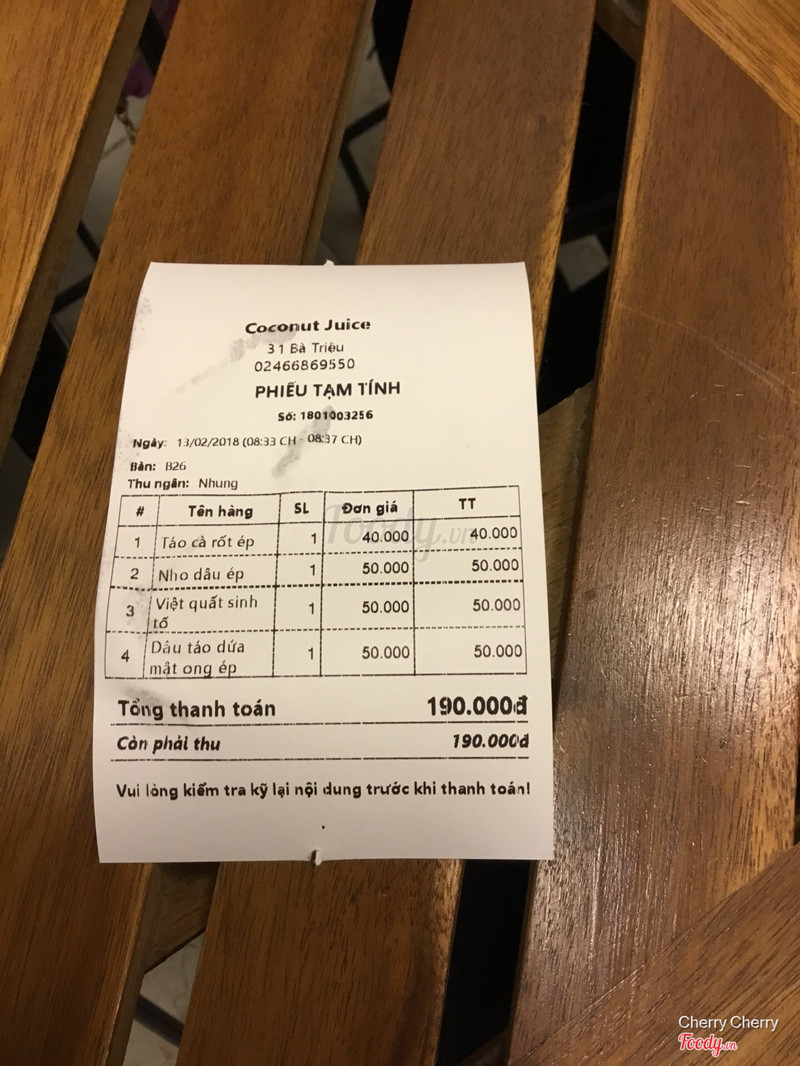 Coconut Juice
31 Bà Triệu
02466869550
PHIẾU TẠM TÍNH
Số: 1801003256
Ngày: 13/02/2018 (08:33 CH - 08:37 CH)
Bàn: B26
Thu ngân: Nhung
# Tên hàng SL Đơn giá TT
1 Táo cà rốt ép 1 40.000 40.000
2 Nho dâu ép 1 50.000 50.000
3 Việt quất sinh tố 1 50.000 50.000
4 Dâu táo dứa mật ong ép 1 50.000 50.000
Tổng thanh toán 190.000đ
Còn phải thu 190.000đ
Vui lòng kiểm tra kỹ lại nội dung trước khi thanh toán!
Foody.vn
Cherry Cherry
Foody.vn